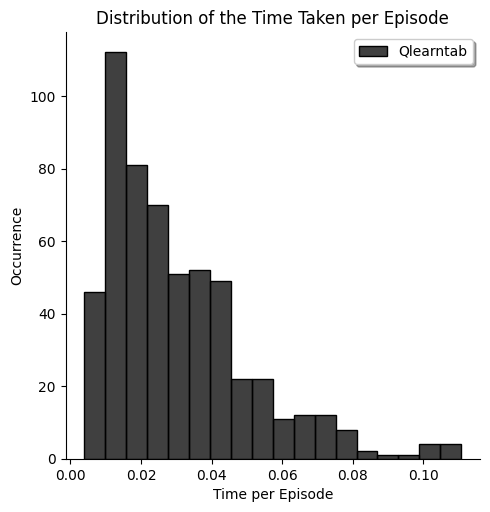 Distribution of the Time Taken per Episode
Qlearntab
Occurrence
100
80
60
40
20
0
0.00 0.02 0.04 0.06 0.08 0.10
Time per Episode